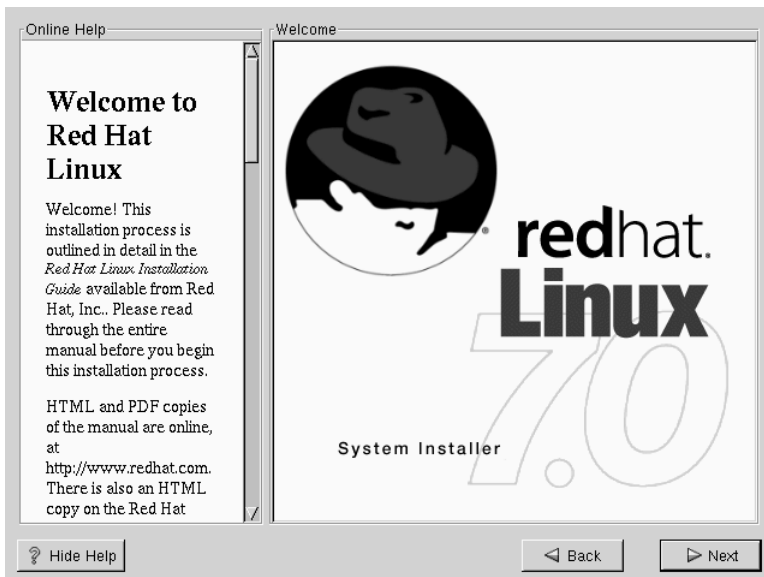 Online Help
Welcome to
Red Hat
Linux
Welcome! This
installation process is
outlined in detail in the
Red Hat Linux Installation
Guide available from Red
Hat, Inc.. Please read
through the entire
manual before you begin
this installation process.
HTML and PDF copies
of the manual are online,
at
http://www.redhat.com.
There is also an HTML
copy on the Red Hat
Welcome
redhat.
Linux
7.0
System Installer
Hide Help
Back
Next